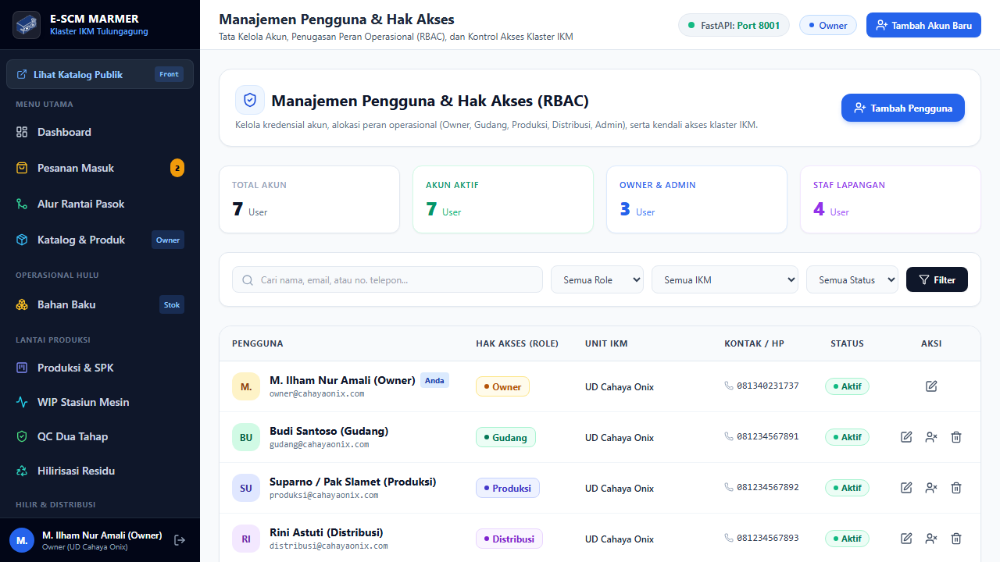 E-SCM MARMER
Klaster IKM Tulungagung
Lihat Katalog Publik Front
MENU UTAMA
Dashboard
Pesanan Masuk 2
Alur Rantai Pasok
Katalog & Produk Owner
OPERASIONAL HULU
Bahan Baku Stok
LANTAI PRODUKSI
Produksi & SPK
WIP Stasiun Mesin
QC Dua Tahap
Hilirisasi Residu
HILIR & DISTRIBUSI
M. M. Ilham Nur Amali (Owner)
Owner (UD Cahaya Onix)
Manajemen Pengguna & Hak Akses
Tata Kelola Akun, Penugasan Peran Operasional (RBAC), dan Kontrol Akses Klaster IKM
FastAPI: Port 8001 Owner Tambah Akun Baru
Manajemen Pengguna & Hak Akses (RBAC)
Kelola kredensial akun, alokasi peran operasional (Owner, Gudang, Produksi, Distribusi, Admin), serta kendali akses klaster IKM.
Tambah Pengguna
TOTAL AKUN
7 User
AKUN AKTIF
7 User
OWNER & ADMIN
3 User
STAF LAPANGAN
4 User
Cari nama, email, atau no. telepon... Semua Role Semua IKM Semua Status Filter
PENGGUNA HAK AKSES (ROLE) UNIT IKM KONTAK / HP STATUS AKSI
M. M. Ilham Nur Amali (Owner) Anda Owner UD Cahaya Onix 081340231737 Aktif
owner@cahayaonix.com
BU Budi Santoso (Gudang) Gudang UD Cahaya Onix 081234567891 Aktif
gudang@cahayaonix.com
SU Suparno / Pak Slamet (Produksi) Produksi UD Cahaya Onix 081234567892 Aktif
produksi@cahayaonix.com
RI Rini Astuti (Distribusi) Distribusi UD Cahaya Onix 081234567893 Aktif
distribusi@cahayaonix.com